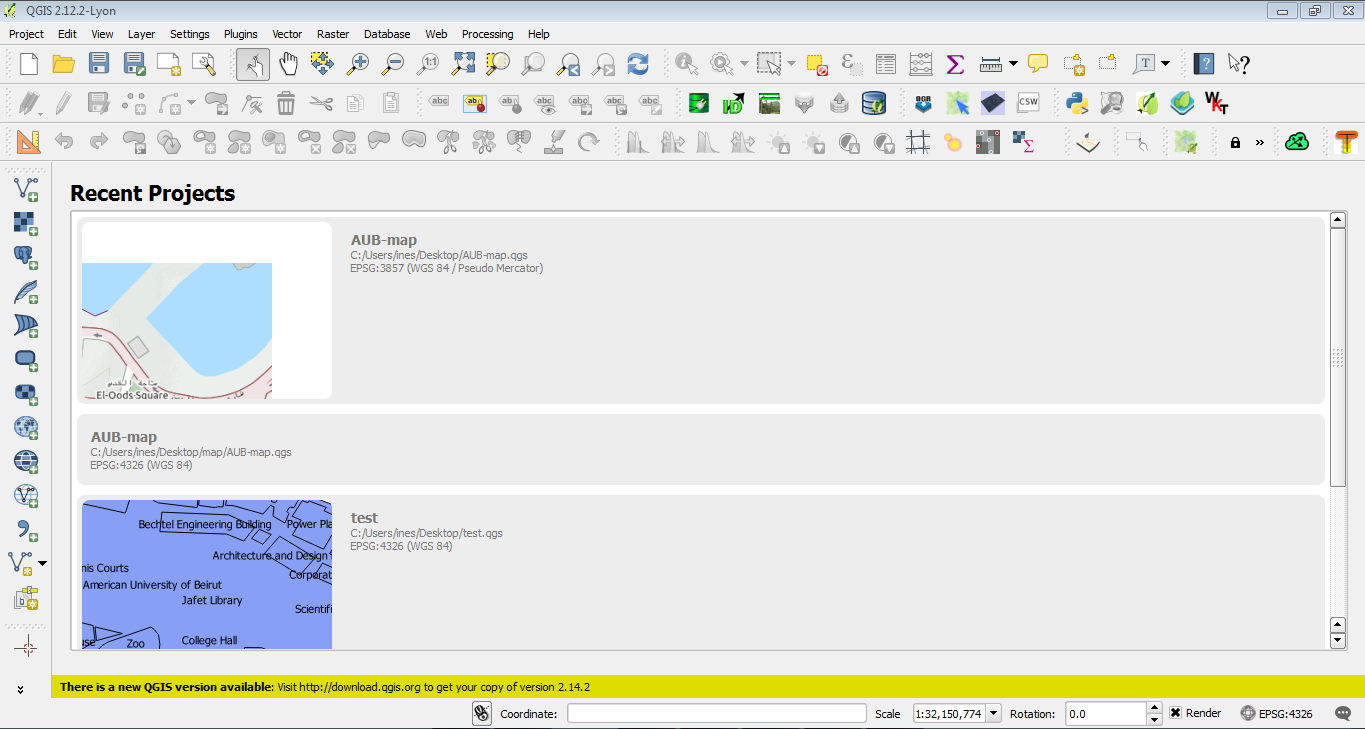 QGIS 2.12.2-Lyon
Project Edit View Layer Settings Plugins Vector Raster Database Web Processing Help
1:1
T
?
?
abc
abc
abc
abc
abc
abc
abc
OGR
CSW
WKT
»
Recent Projects
AUB-map
C:/Users/ines/Desktop/AUB-map.qgs
EPSG:3857 (WGS 84 / Pseudo Mercator)
ساحة القدس
El-Oods Square
AUB-map
C:/Users/ines/Desktop/map/AUB-map.qgs
EPSG:4326 (WGS 84)
test
C:/Users/ines/Desktop/test.qgs
EPSG:4326 (WGS 84)
Bechtel Engineering Building
Power Pla
Architecture and Design
nis Courts
Corporat
American University of Beirut
Jafet Library
Scientifi
College Hall
Zoo
use
There is a new QGIS version available: Visit http://download.qgis.org to get your copy of version 2.14.2
Coordinate: Scale 1:32,150,774 Rotation: 0.0 Render EPSG:4326